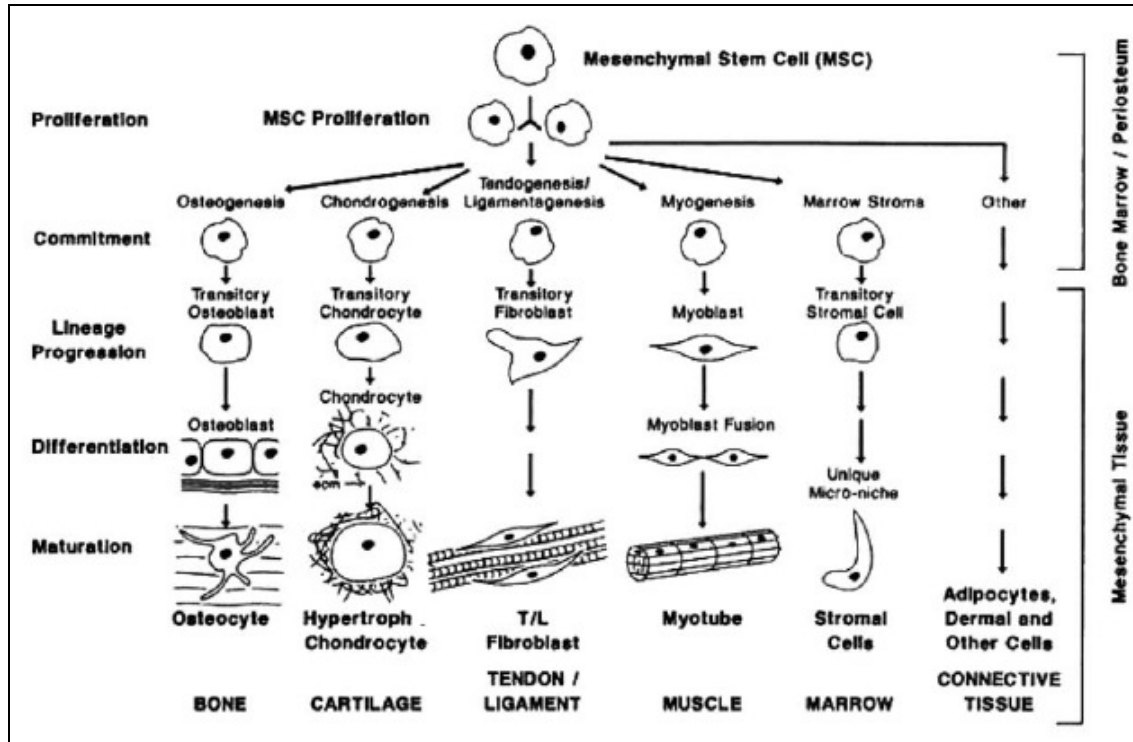 Mesenchymal Stem Cell (MSC)
Proliferation
MSC Proliferation
Osteogenesis
Chondrogenesis
Tendogenesis/
Ligamentagenesis
Myogenesis
Marrow Stroma
Other
Commitment
Transitory
Osteoblast
Transitory
Chondrocyte
Transitory
Fibroblast
Myoblast
Transitory
Stromal Cell
Lineage
Progression
Chondrocyte
Differentiation
Osteoblast
ecm
Myoblast Fusion
Unique
Micro-niche
Maturation
Osteocyte
Hypertroph
Chondrocyte
T/L
Fibroblast
Myotube
Stromal
Cells
Adipocytes,
Dermal and
Other Cells
BONE
CARTILAGE
TENDON /
LIGAMENT
MUSCLE
MARROW
CONNECTIVE
TISSUE
Bone Marrow / Periosteum
Mesenchymal Tissue